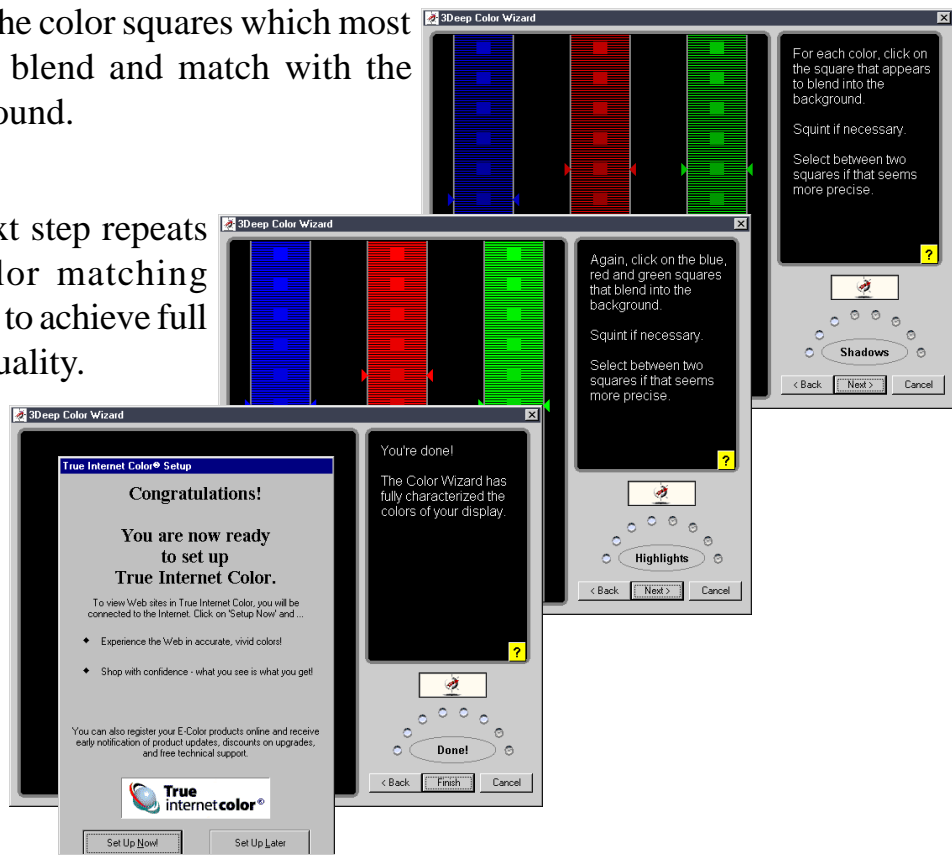 he color squares which most
blend and match with the
ound.
xt step repeats
lor matching
to achieve full
uality.
3Deep Color Wizard
For each color, click on
the square that appears
to blend into the
background.
Squint if necessary.
Select between two
squares if that seems
more precise.
?
Shadows
< Back
Next >
Cancel
3Deep Color Wizard
Again, click on the blue,
red and green squares
that blend into the
background.
Squint if necessary.
Select between two
squares if that seems
more precise.
?
Highlights
< Back
Next >
Cancel
3Deep Color Wizard
You're done!
The Color Wizard has
fully characterized the
colors of your display.
?
Done!
< Back
Finish
Cancel
True Internet Color® Setup
Congratulations!
You are now ready
to set up
True Internet Color.
To view Web sites in True Internet Color, you will be
connected to the Internet. Click on 'Setup Now' and ...
◆ Experience the Web in accurate, vivid colors!
◆ Shop with confidence - what you see is what you get!
You can also register your E-Color products online and receive
early notification of product updates, discounts on upgrades,
and free technical support.
True
internetcolor®
Set Up Now!
Set Up Later